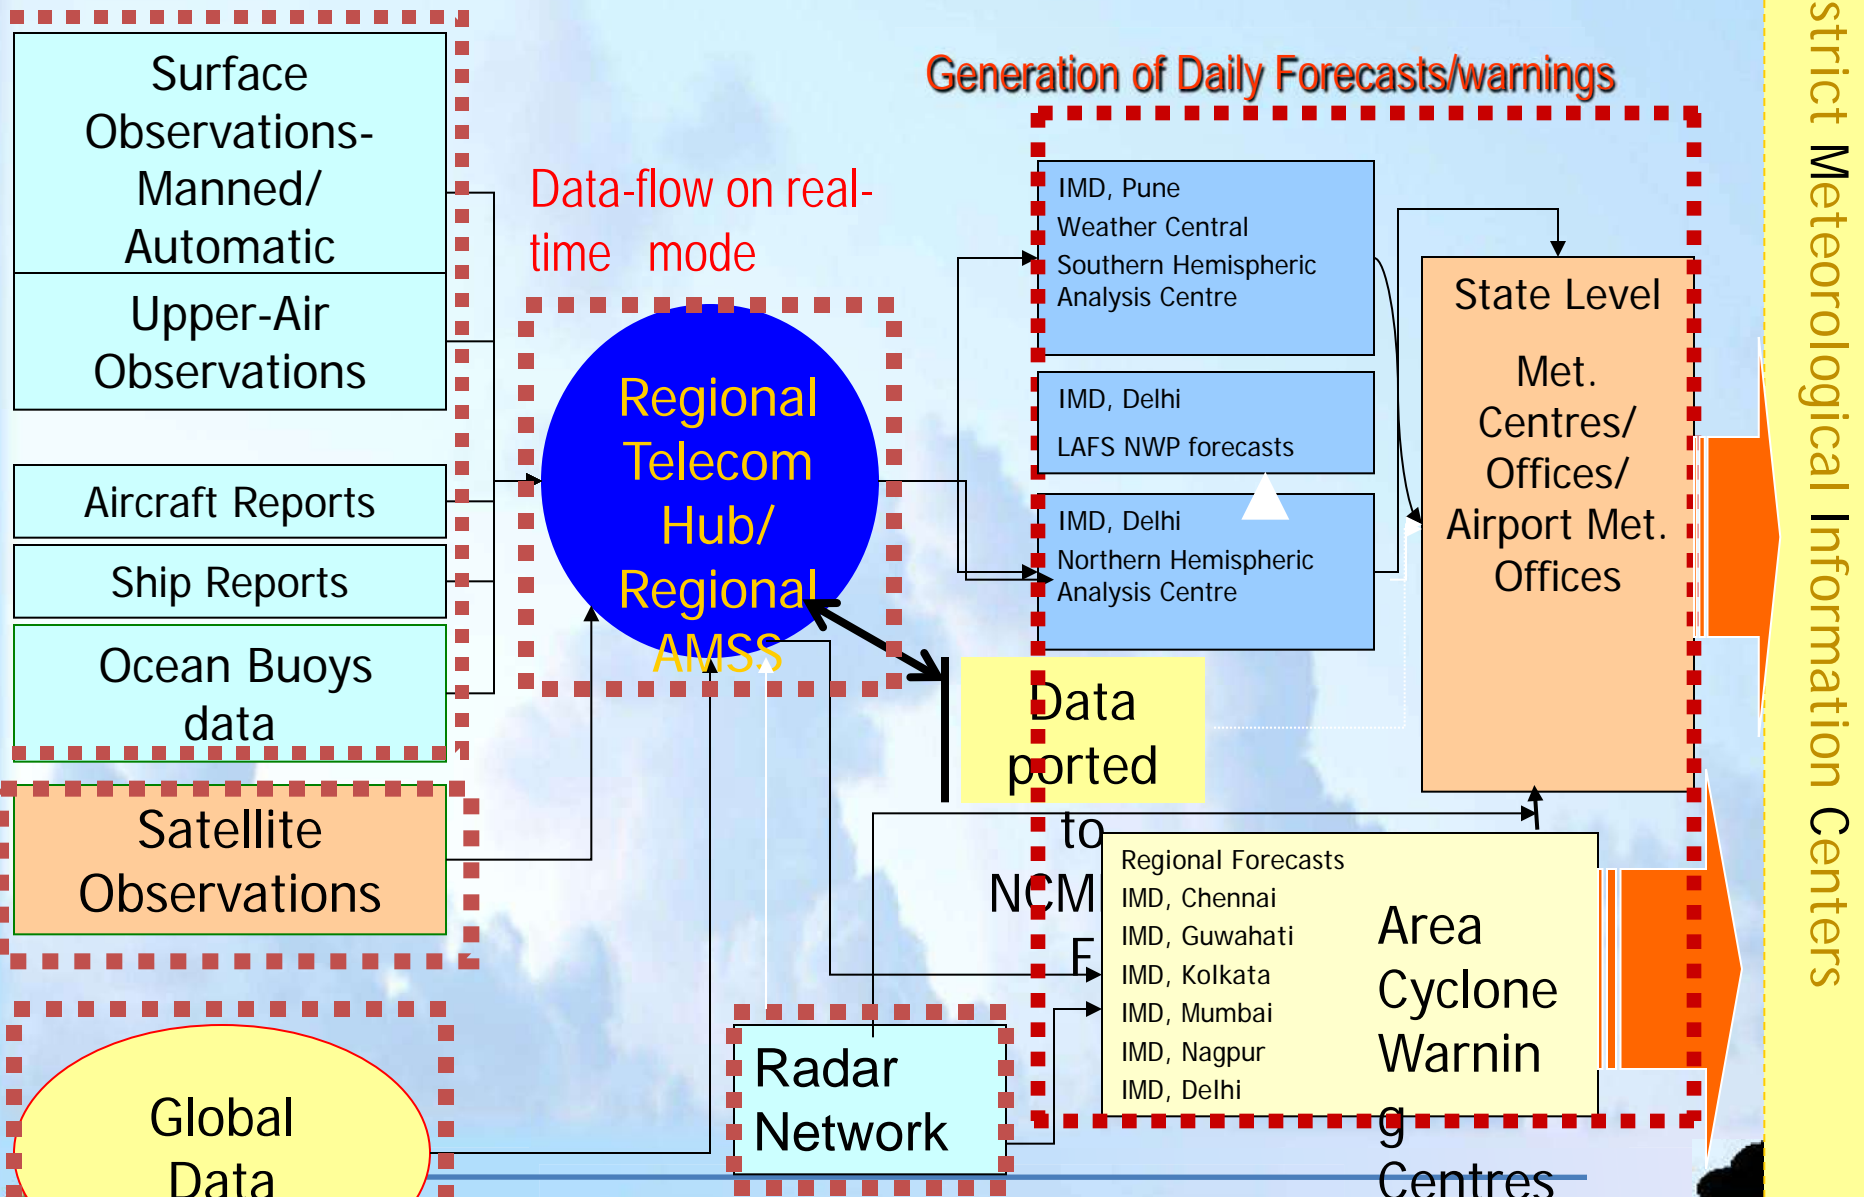 Surface
Observations-
Manned/
Automatic
Upper-Air
Observations
Aircraft Reports
Ship Reports
Ocean Buoys
data
Satellite
Observations
Global
Data
Data-flow on real-
time mode
Regional
Telecom
Hub/
Regional
AMSS
Generation of Daily Forecasts/warnings
IMD, Pune
Weather Central
Southern Hemispheric
Analysis Centre
IMD, Delhi
LAFS NWP forecasts
IMD, Delhi
Northern Hemispheric
Analysis Centre
State Level
Met.
Centres/
Offices/
Airport Met.
Offices
Data
ported
to
NCM
F
Radar
Network
Regional Forecasts
IMD, Chennai
IMD, Guwahati
IMD, Kolkata
IMD, Mumbai
IMD, Nagpur
IMD, Delhi
Area
Cyclone
Warnin
g
Centres
strict Meteorological Information Centers